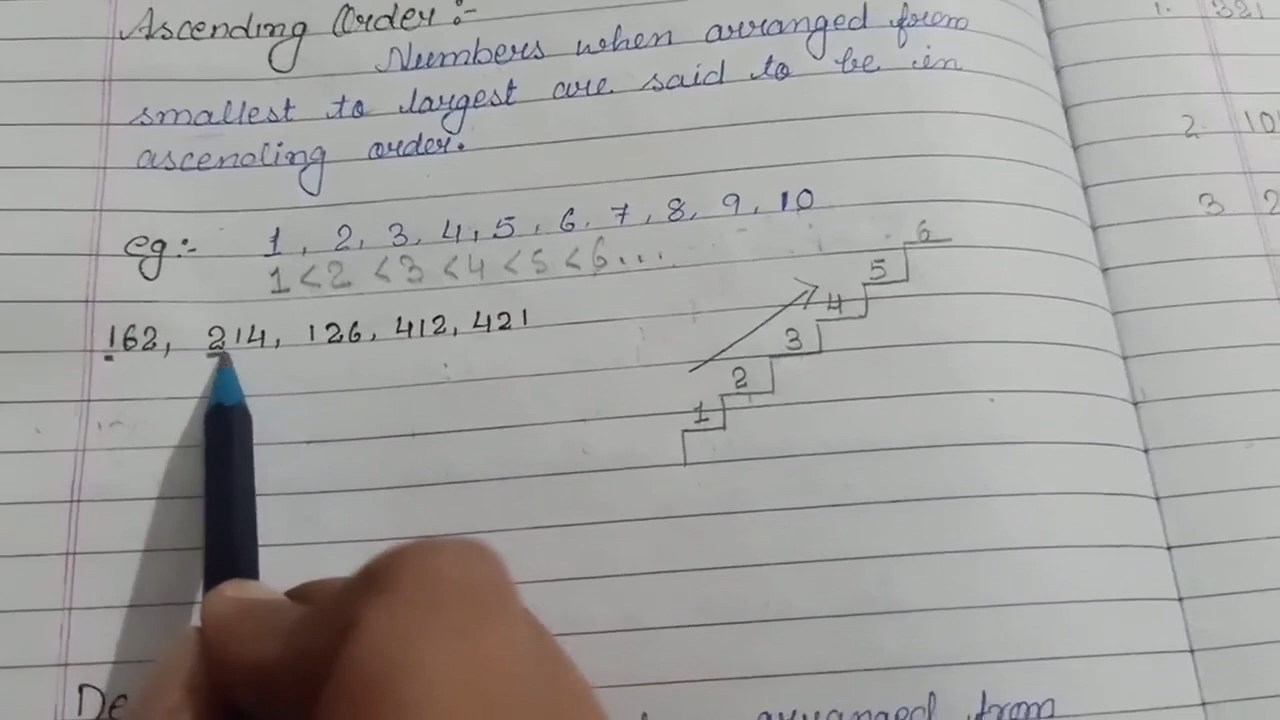 Ascending Order :-
Numbers when arranged from
smallest to largest are said to be in
ascending order.
eg:- 1, 2, 3, 4, 5, 6, 7, 8, 9, 10
1 < 2 < 3 < 4 < 5 < 6...
162, 214, 126, 412, 421
6
5
4
3
2
1
arranged from
1. 321
2.
3. 2